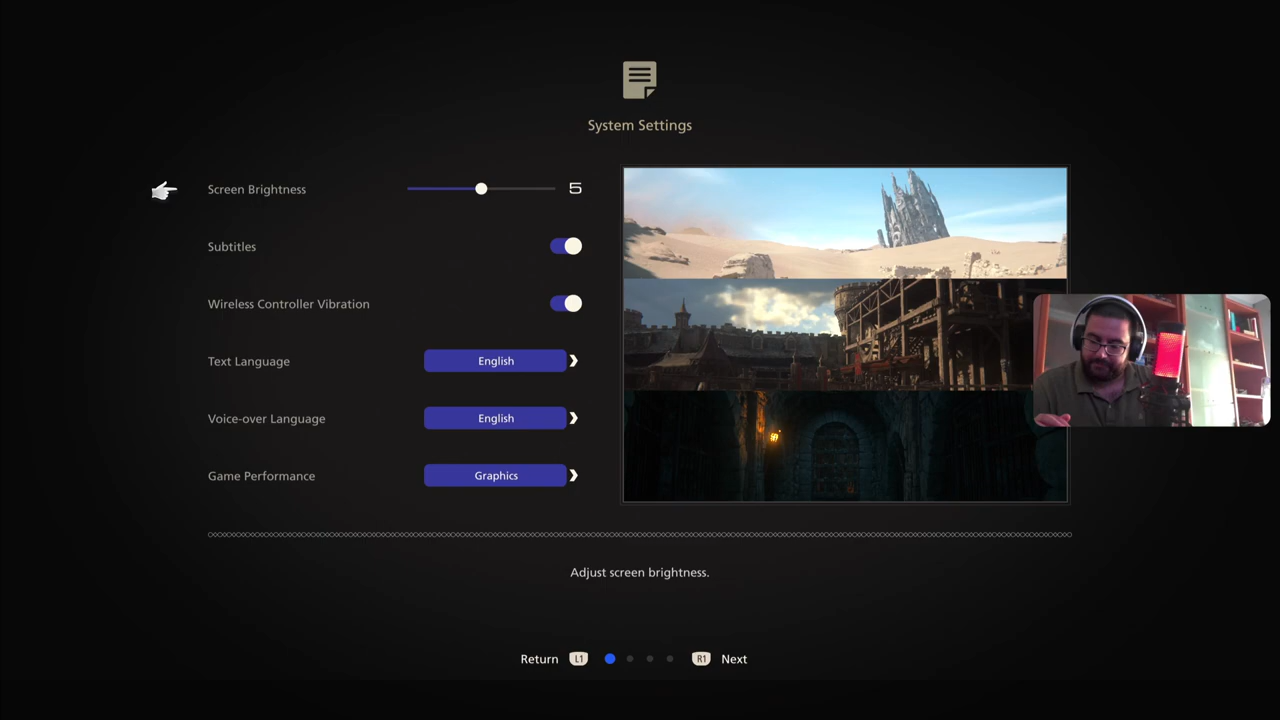 System Settings
Screen Brightness 5
Subtitles
Wireless Controller Vibration
Text Language English
Voice-over Language English
Game Performance Graphics
Adjust screen brightness.
Return L1 R1 Next